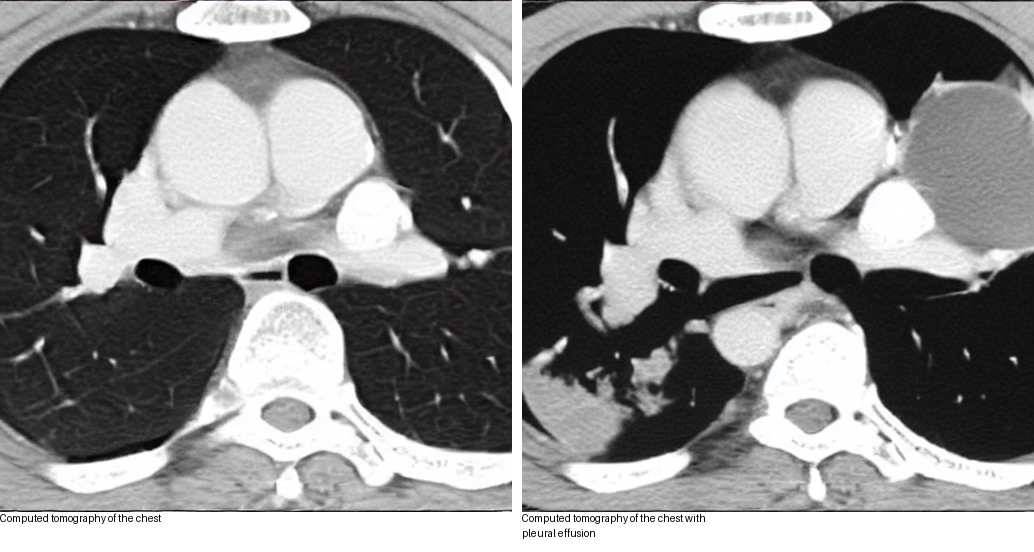 Computed tomography of the chest
Computed tomography of the chest with
pleural effusion